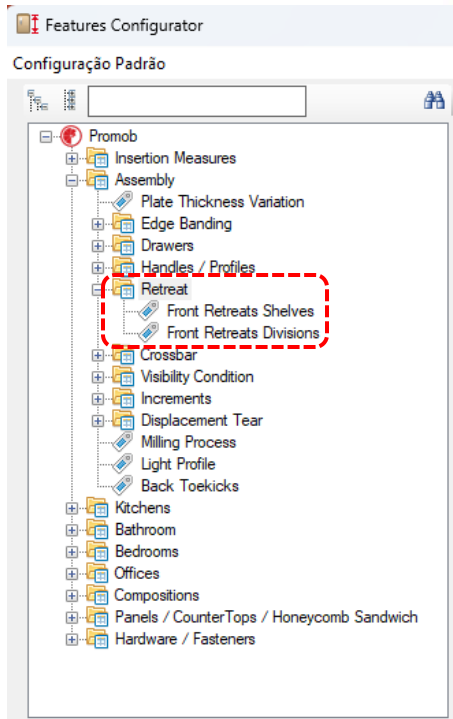 Features Configurator
Configuração Padrão
Promob
Insertion Measures
Assembly
Plate Thickness Variation
Edge Banding
Drawers
Handles / Profiles
Retreat
Front Retreats Shelves
Front Retreats Divisions
Crossbar
Visibility Condition
Increments
Displacement Tear
Milling Process
Light Profile
Back Toekicks
Kitchens
Bathroom
Bedrooms
Offices
Compositions
Panels / CounterTops / Honeycomb Sandwich
Hardware / Fasteners